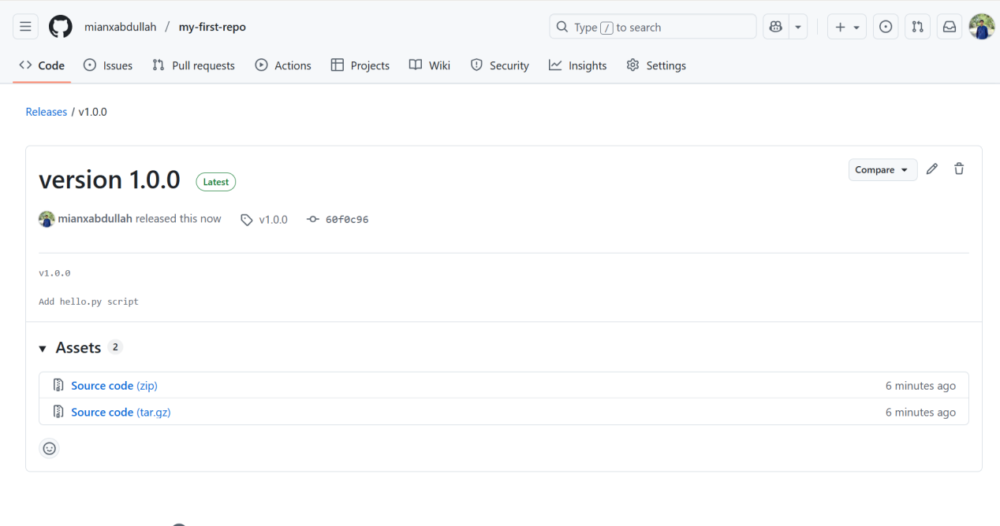 mianxabdullah / my-first-repo
Type / to search
Code Issues Pull requests Actions Projects Wiki Security Insights Settings
Releases / v1.0.0
version 1.0.0 Latest
Compare
mianxabdullah released this now v1.0.0 60f0c96
v1.0.0
Add hello.py script
Assets 2
Source code (zip) 6 minutes ago
Source code (tar.gz) 6 minutes ago